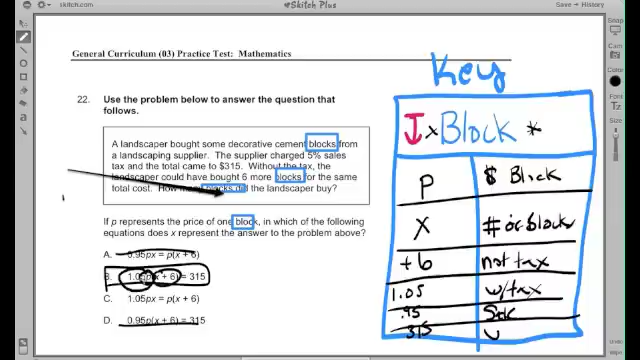 skitch.com
Skitch Plus
Save → History
General Curriculum (03) Practice Test: Mathematics
22. Use the problem below to answer the question that
follows.
A landscaper bought some decorative cement blocks from
a landscaping supplier. The supplier charged 5% sales
tax and the total came to $315. Without the tax, the
landscaper could have bought 6 more blocks for the same
total cost. How many blocks did the landscaper buy?
If p represents the price of one block, in which of the following
equations does x represent the answer to the problem above?
A. 0.95px = p(x + 6)
B. 1.05p(x + 6) = 315
C. 1.05px = p(x + 6)
D. 0.95p(x + 6) = 315
Key
Block *
p $ Block
x # of blocks
+6 not tax
1.05 w/tax
.95
315
Snap
Frame
Tz
Size
Undo